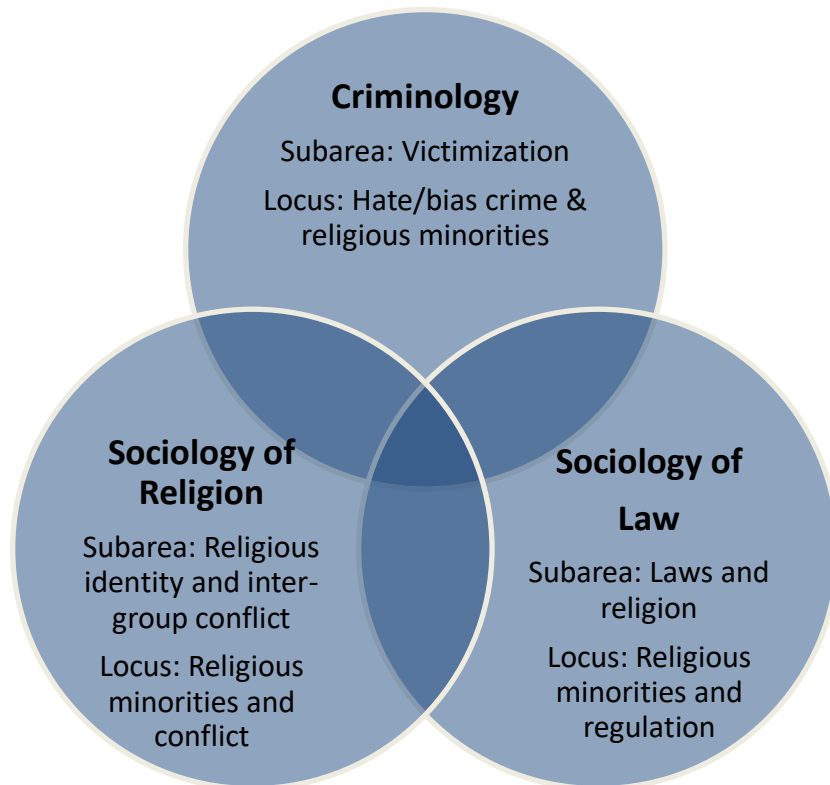 Criminology
Subarea: Victimization
Locus: Hate/bias crime &
religious minorities
Sociology of
Religion
Subarea: Religious
identity and inter-
group conflict
Locus: Religious
minorities and
conflict
Sociology of
Law
Subarea: Laws and
religion
Locus: Religious
minorities and
regulation